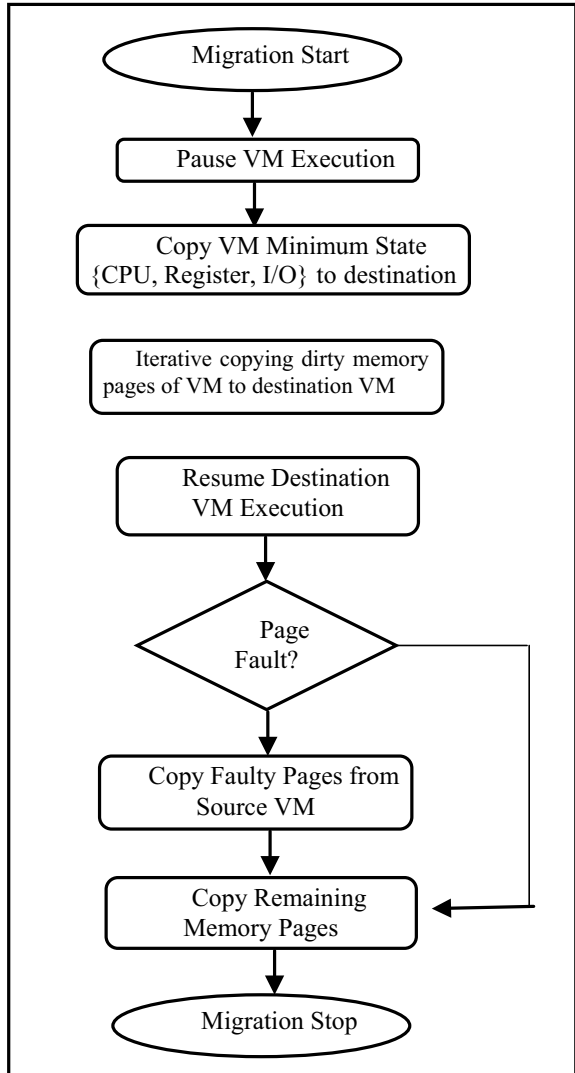 Migration Start
Pause VM Execution
Copy VM Minimum State
{CPU, Register, I/O} to destination
Iterative copying dirty memory
pages of VM to destination VM
Resume Destination
VM Execution
Page
Fault?
Copy Faulty Pages from
Source VM
Copy Remaining
Memory Pages
Migration Stop